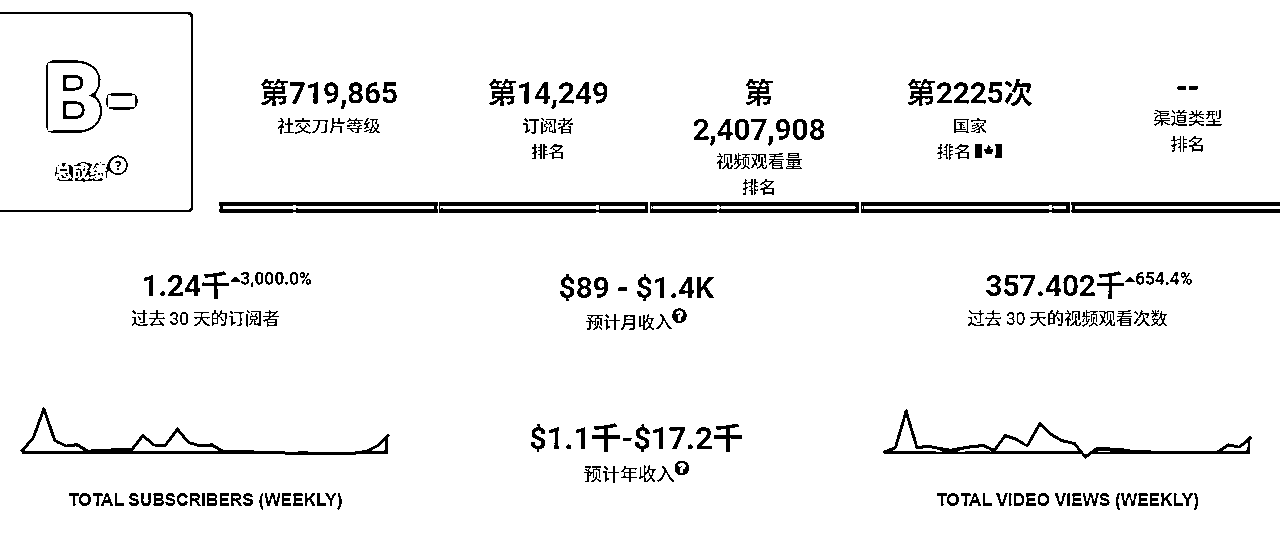 B-
总成绩?
第719,865
社交刀片等级
第14,249
订阅者
排名
第
2,407,908
视频观看量
排名
第2225次
国家
排名
--
渠道类型
排名
1.24千▲3,000.0%
过去 30 天的订阅者
$89 - $1.4K
预计月收入?
357.402千▲654.4%
过去 30 天的视频观看次数
$1.1千-$17.2千
预计年收入?
TOTAL SUBSCRIBERS (WEEKLY)
TOTAL VIDEO VIEWS (WEEKLY)